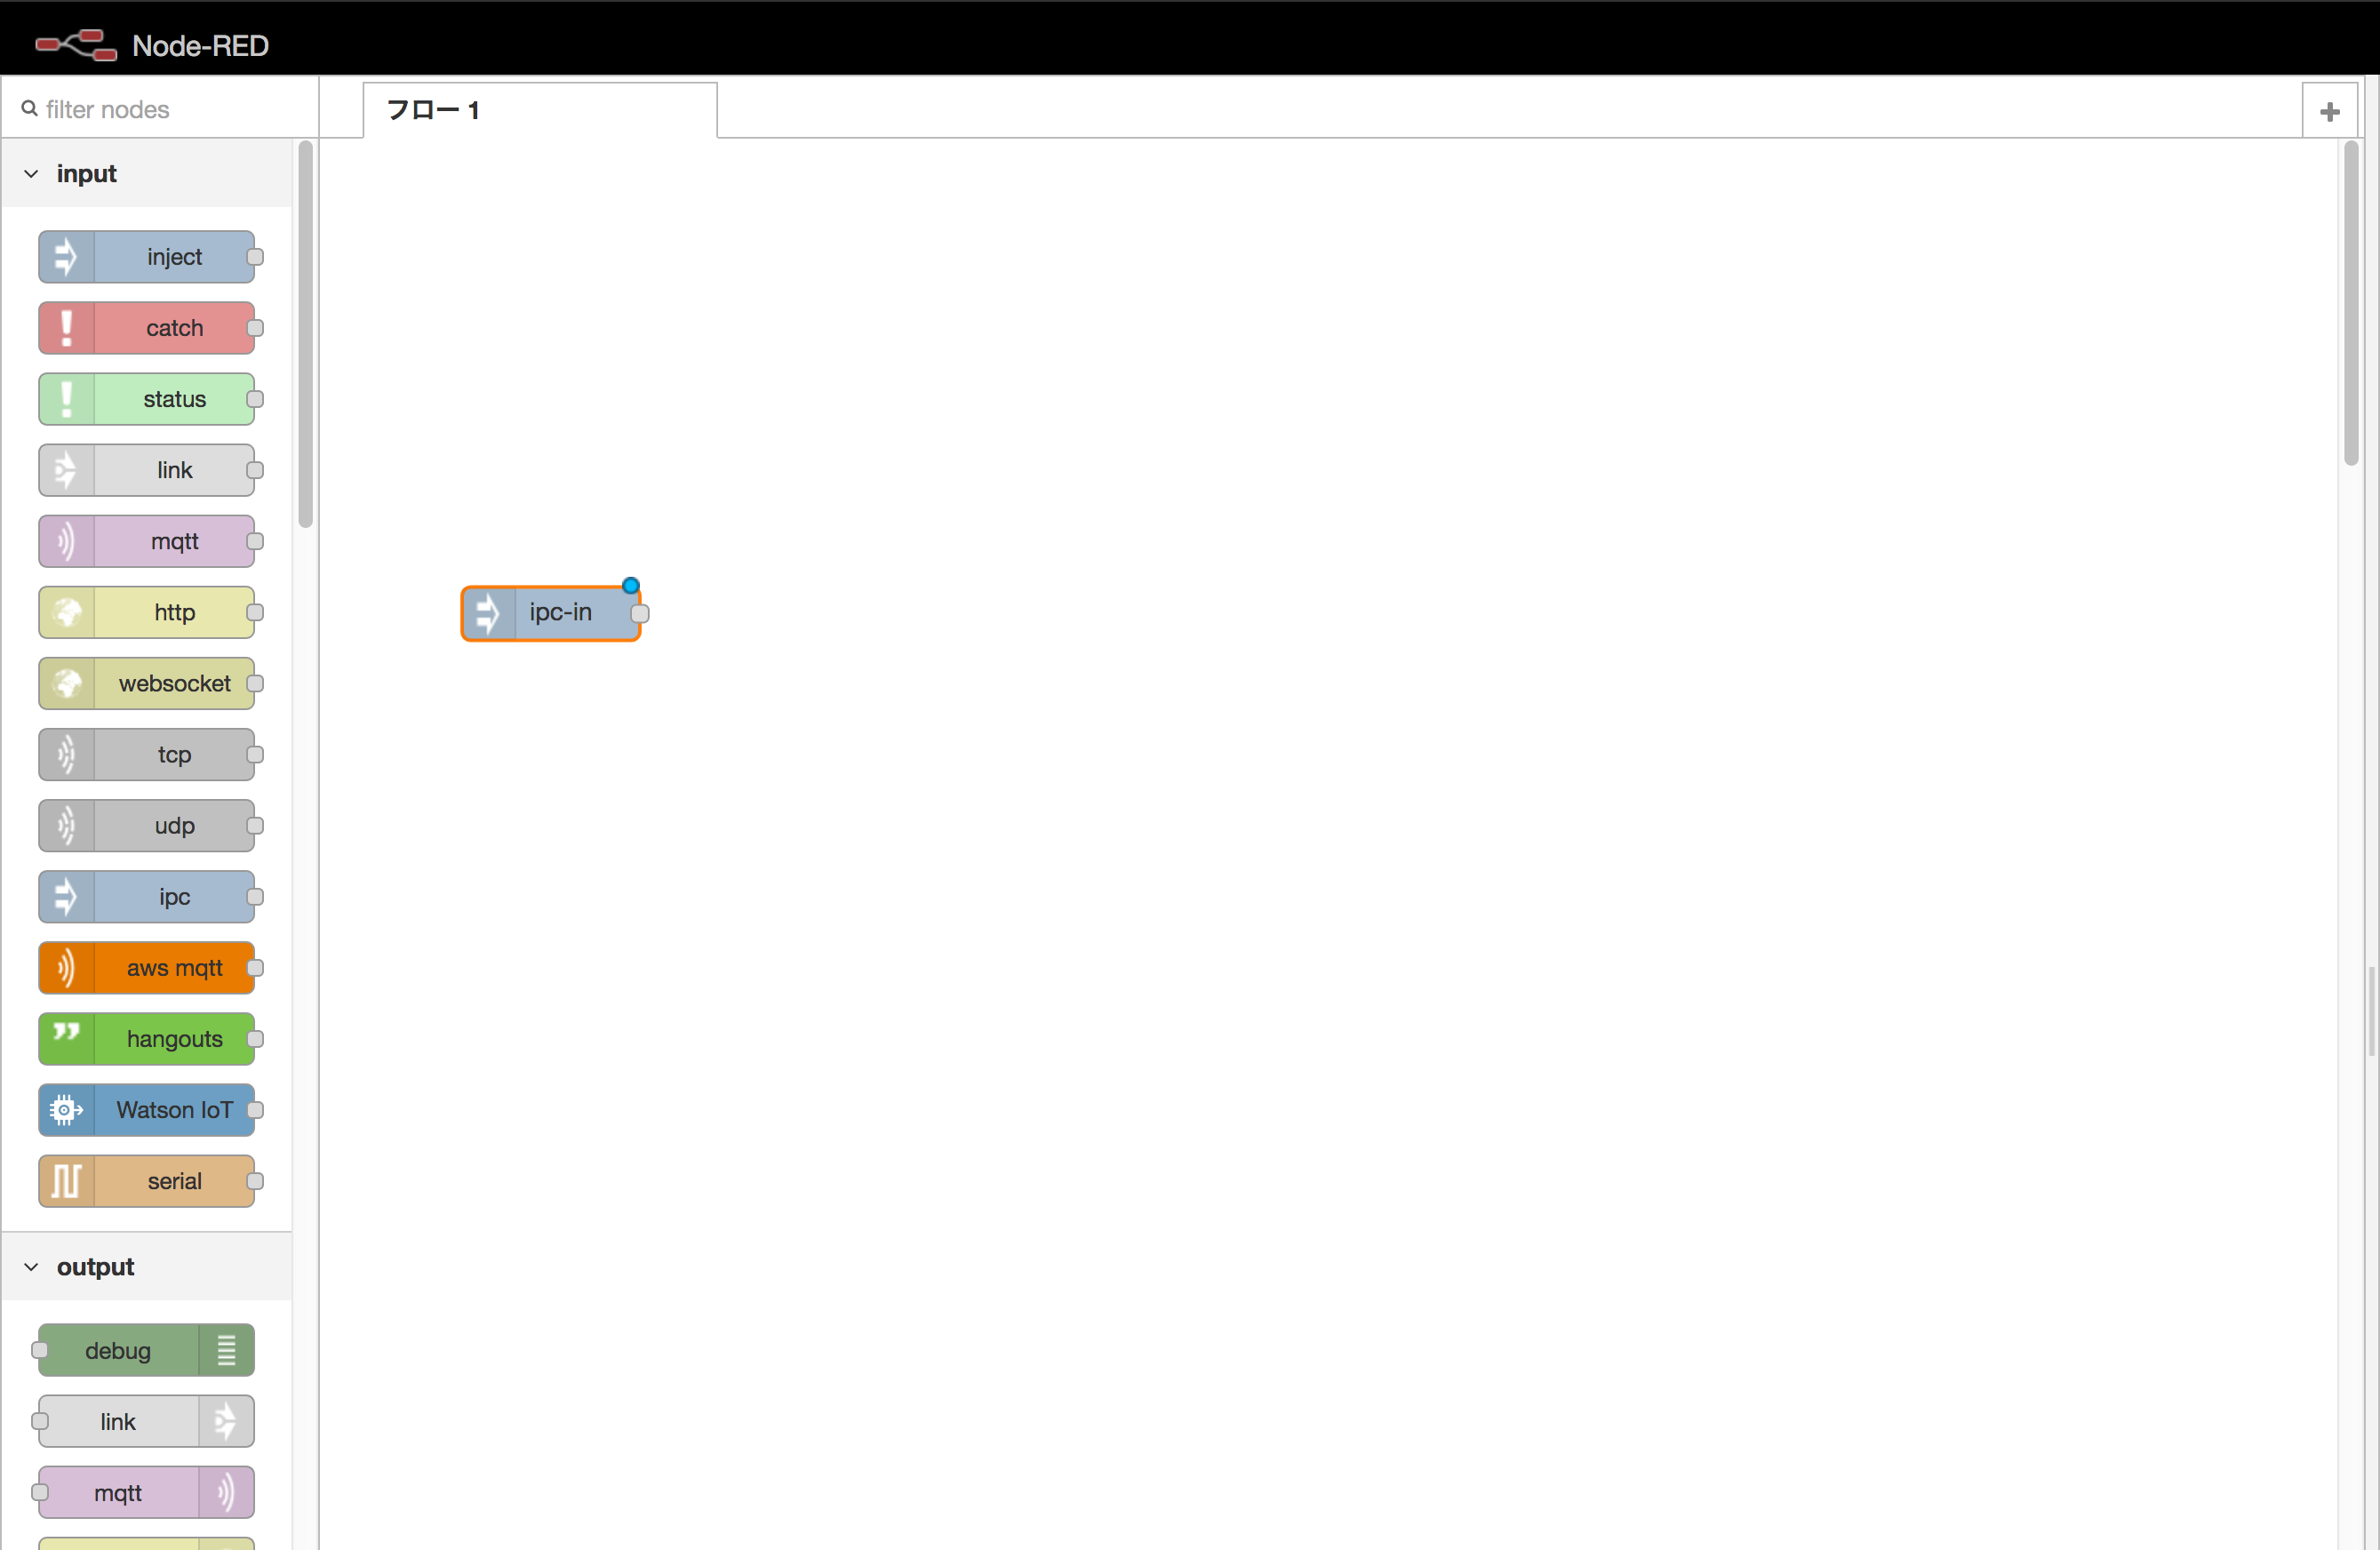 Node-RED
filter nodes
フロー 1
input
inject
catch
status
link
mqtt
http
websocket
tcp
udp
ipc
aws mqtt
hangouts
Watson IoT
serial
output
debug
link
mqtt
ipc-in